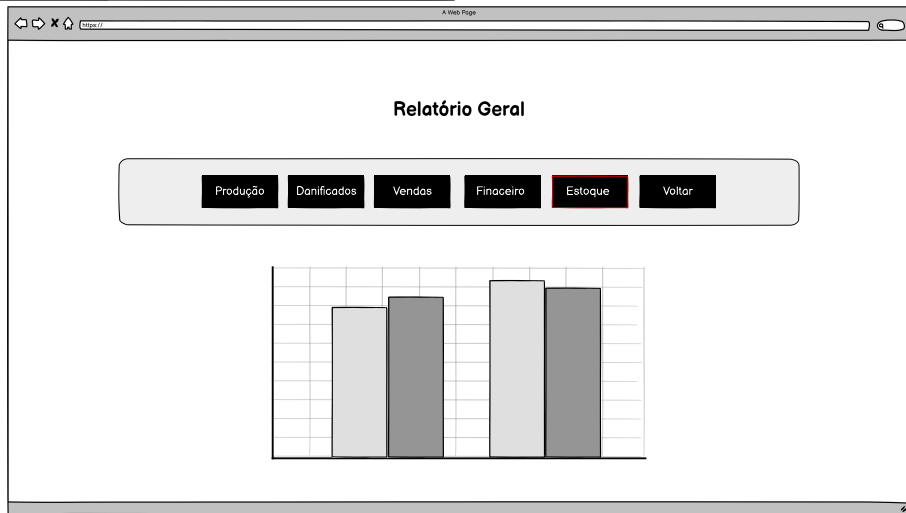 A Web Page
https://
Relatório Geral
Produção Danificados Vendas Finaceiro Estoque Voltar